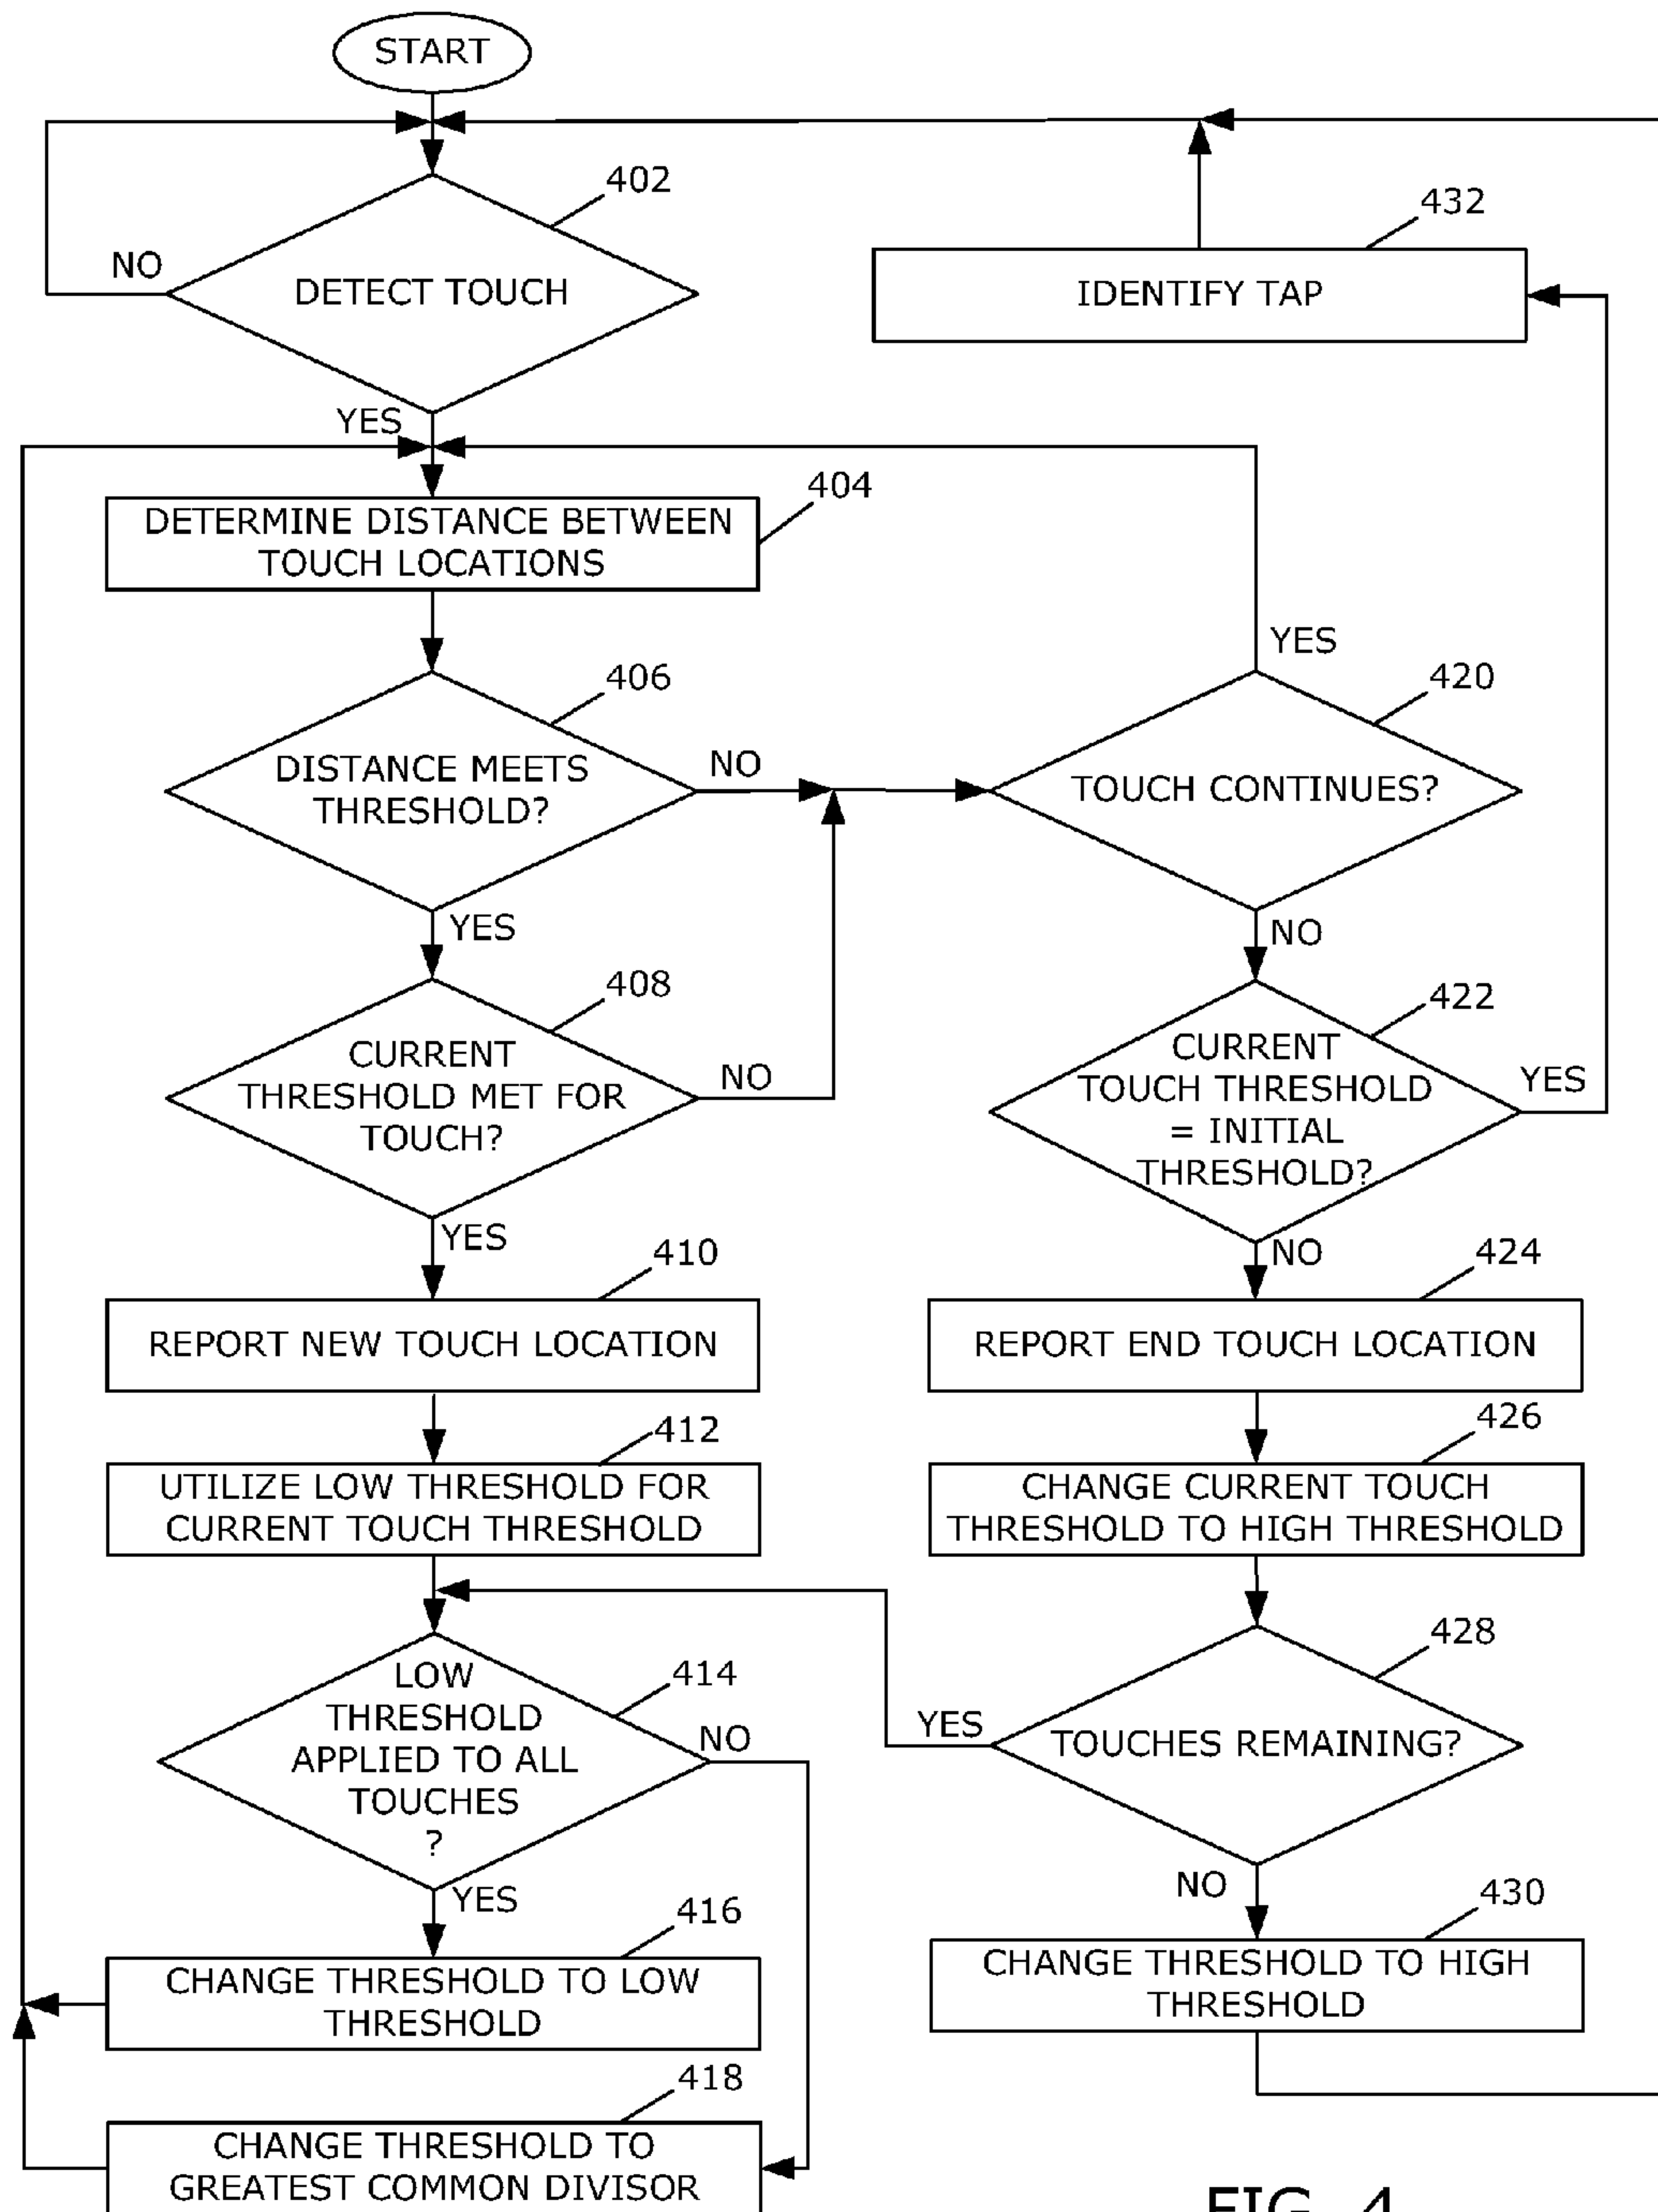 START
402
NO
DETECT TOUCH
YES
432
IDENTIFY TAP
404
DETERMINE DISTANCE BETWEEN
TOUCH LOCATIONS
406
DISTANCE MEETS
THRESHOLD?
NO
YES
420
TOUCH CONTINUES?
YES
NO
408
CURRENT
THRESHOLD MET FOR
TOUCH?
NO
YES
422
CURRENT
TOUCH THRESHOLD
= INITIAL
THRESHOLD?
YES
NO
410
REPORT NEW TOUCH LOCATION
424
REPORT END TOUCH LOCATION
412
UTILIZE LOW THRESHOLD FOR
CURRENT TOUCH THRESHOLD
426
CHANGE CURRENT TOUCH
THRESHOLD TO HIGH THRESHOLD
414
LOW
THRESHOLD
APPLIED TO ALL
TOUCHES
?
NO
YES
428
TOUCHES REMAINING?
YES
NO
416
CHANGE THRESHOLD TO LOW
THRESHOLD
430
CHANGE THRESHOLD TO HIGH
THRESHOLD
418
CHANGE THRESHOLD TO
GREATEST COMMON DIVISOR
FIG. 4